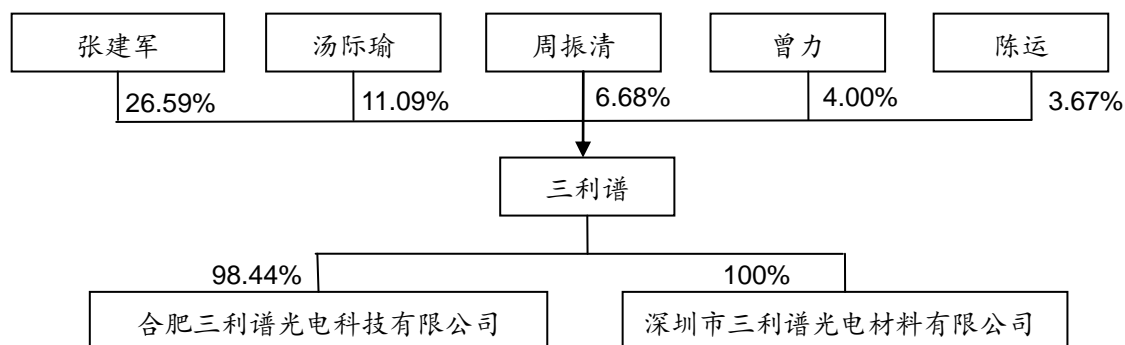 张建军 汤际瑜 周振清 曾力 陈运
26.59% 11.09% 6.68% 4.00% 3.67%
三利谱
98.44% 100%
合肥三利谱光电科技有限公司 深圳市三利谱光电材料有限公司